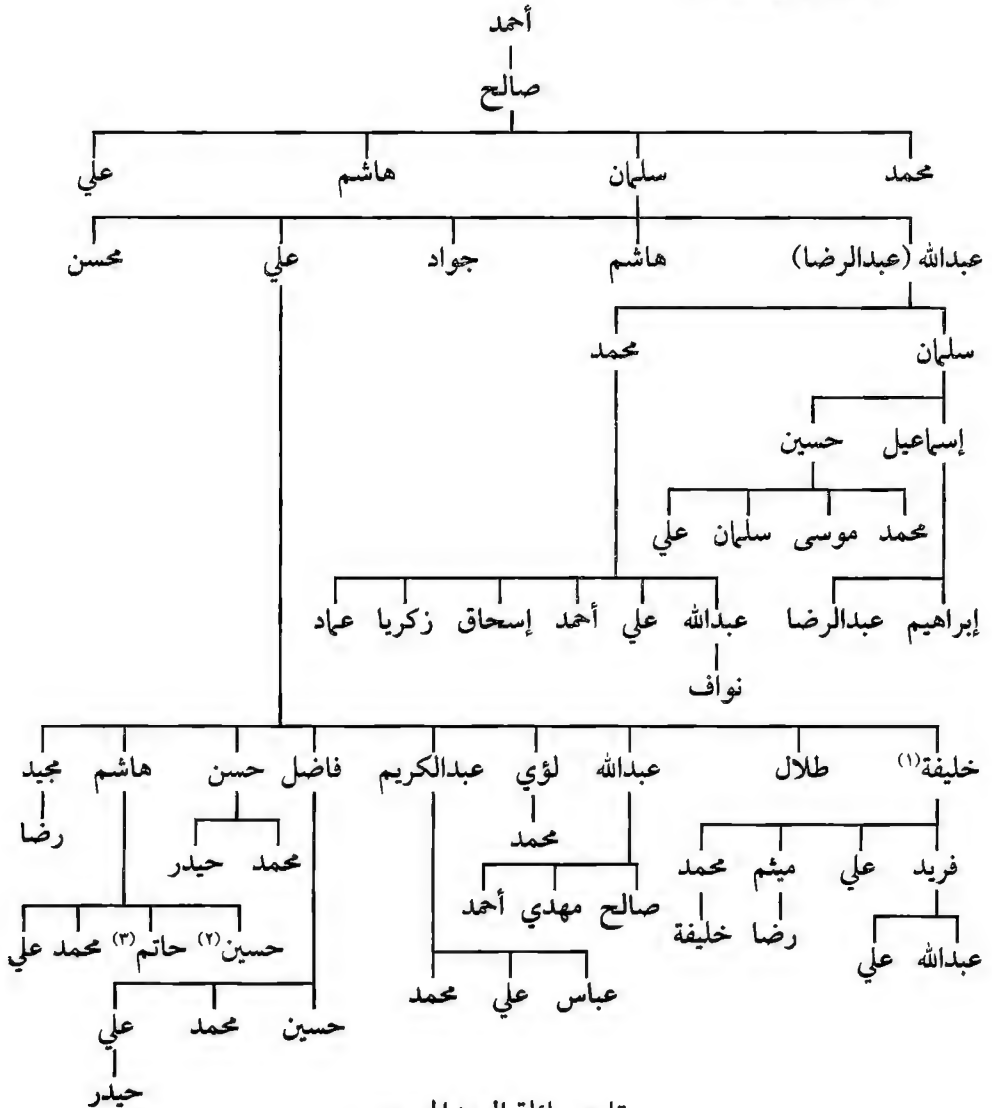 أحمد
صالح
محمد سلمان هاشم علي
عبدالله (عبدالرضا) هاشم جواد علي محسن
سلمان محمد
إسماعيل حسين
محمد موسى سلمان علي
إبراهيم عبدالرضا عبدالله علي أحمد إسحاق زكريا عماد
نواف
خليفة(١) طلال عبدالله لؤي عبدالكريم فاضل حسن هاشم مجيد
رضا
محمد
فريد علي ميثم محمد
محمد حيدر
صالح مهدي أحمد
رضا خليفة
عبدالله علي
حسين(٢) حاتم(٣) محمد علي
عباس علي محمد
حسين محمد علي
حيدر